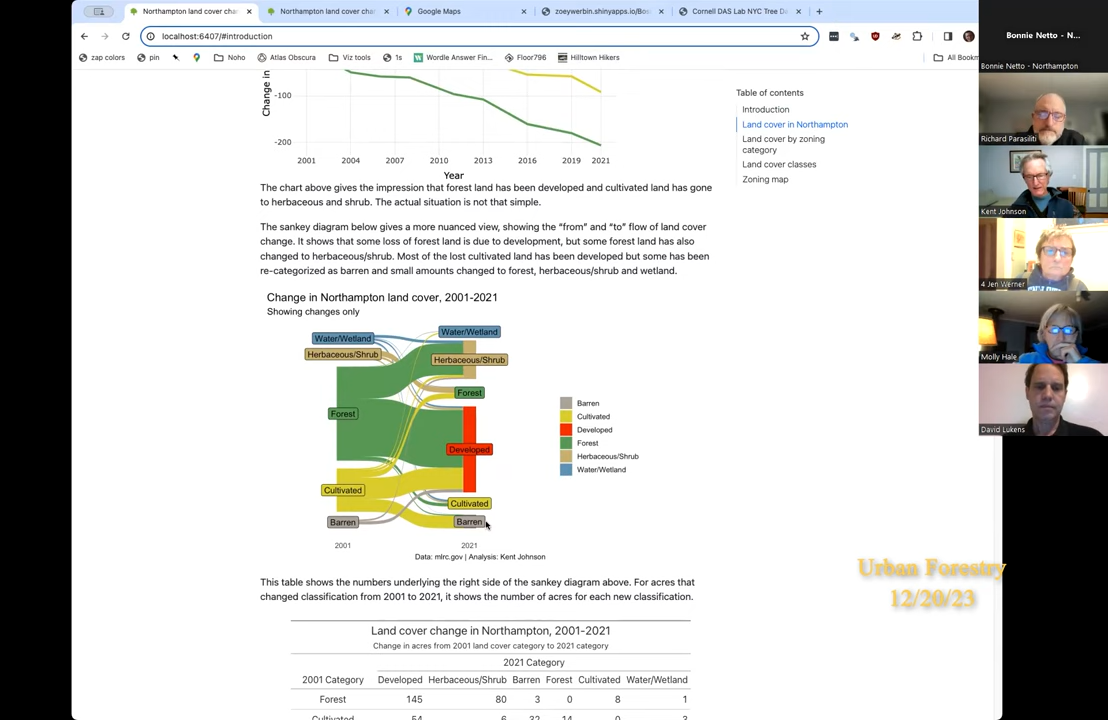 Northampton land cover chan
Northampton land cover chan
Google Maps
zoeywerbin.shinyapps.io/Bos
Cornell DAS Lab NYC Tree Da
localhost:6407/#introduction
zap colors
pin
Noho
Atlas Obscura
Viz tools
1s
Wordle Answer Fin...
Floor796
Hilltown Hikers
All Bookm
Change in
-100
-200
2001 2004 2007 2010 2013 2016 2019 2021
Year
Table of contents
Introduction
Land cover in Northampton
Land cover by zoning
category
Land cover classes
Zoning map
The chart above gives the impression that forest land has been developed and cultivated land has gone
to herbaceous and shrub. The actual situation is not that simple.
The sankey diagram below gives a more nuanced view, showing the “from” and “to” flow of land cover
change. It shows that some loss of forest land is due to development, but some forest land has also
changed to herbaceous/shrub. Most of the lost cultivated land has been developed but some has been
re-categorized as barren and small amounts changed to forest, herbaceous/shrub and wetland.
Change in Northampton land cover, 2001-2021
Showing changes only
Water/Wetland
Herbaceous/Shrub
Forest
Cultivated
Barren
Water/Wetland
Herbaceous/Shrub
Forest
Developed
Cultivated
Barren
2001 2021
Barren
Cultivated
Developed
Forest
Herbaceous/Shrub
Water/Wetland
Data: mlrc.gov | Analysis: Kent Johnson
This table shows the numbers underlying the right side of the sankey diagram above. For acres that
changed classification from 2001 to 2021, it shows the number of acres for each new classification.
Land cover change in Northampton, 2001-2021
Change in acres from 2001 land cover category to 2021 category
2021 Category
2001 Category Developed Herbaceous/Shrub Barren Forest Cultivated Water/Wetland
Forest 145 80 3 0 8 1
Cultivated 54 6 32 14 0 3
Bonnie Netto - N...
Bonnie Netto - Northampton
Richard Parasiliti
Kent Johnson
4 Jen Werner
Molly Hale
David Lukens
Urban Forestry
12/20/23